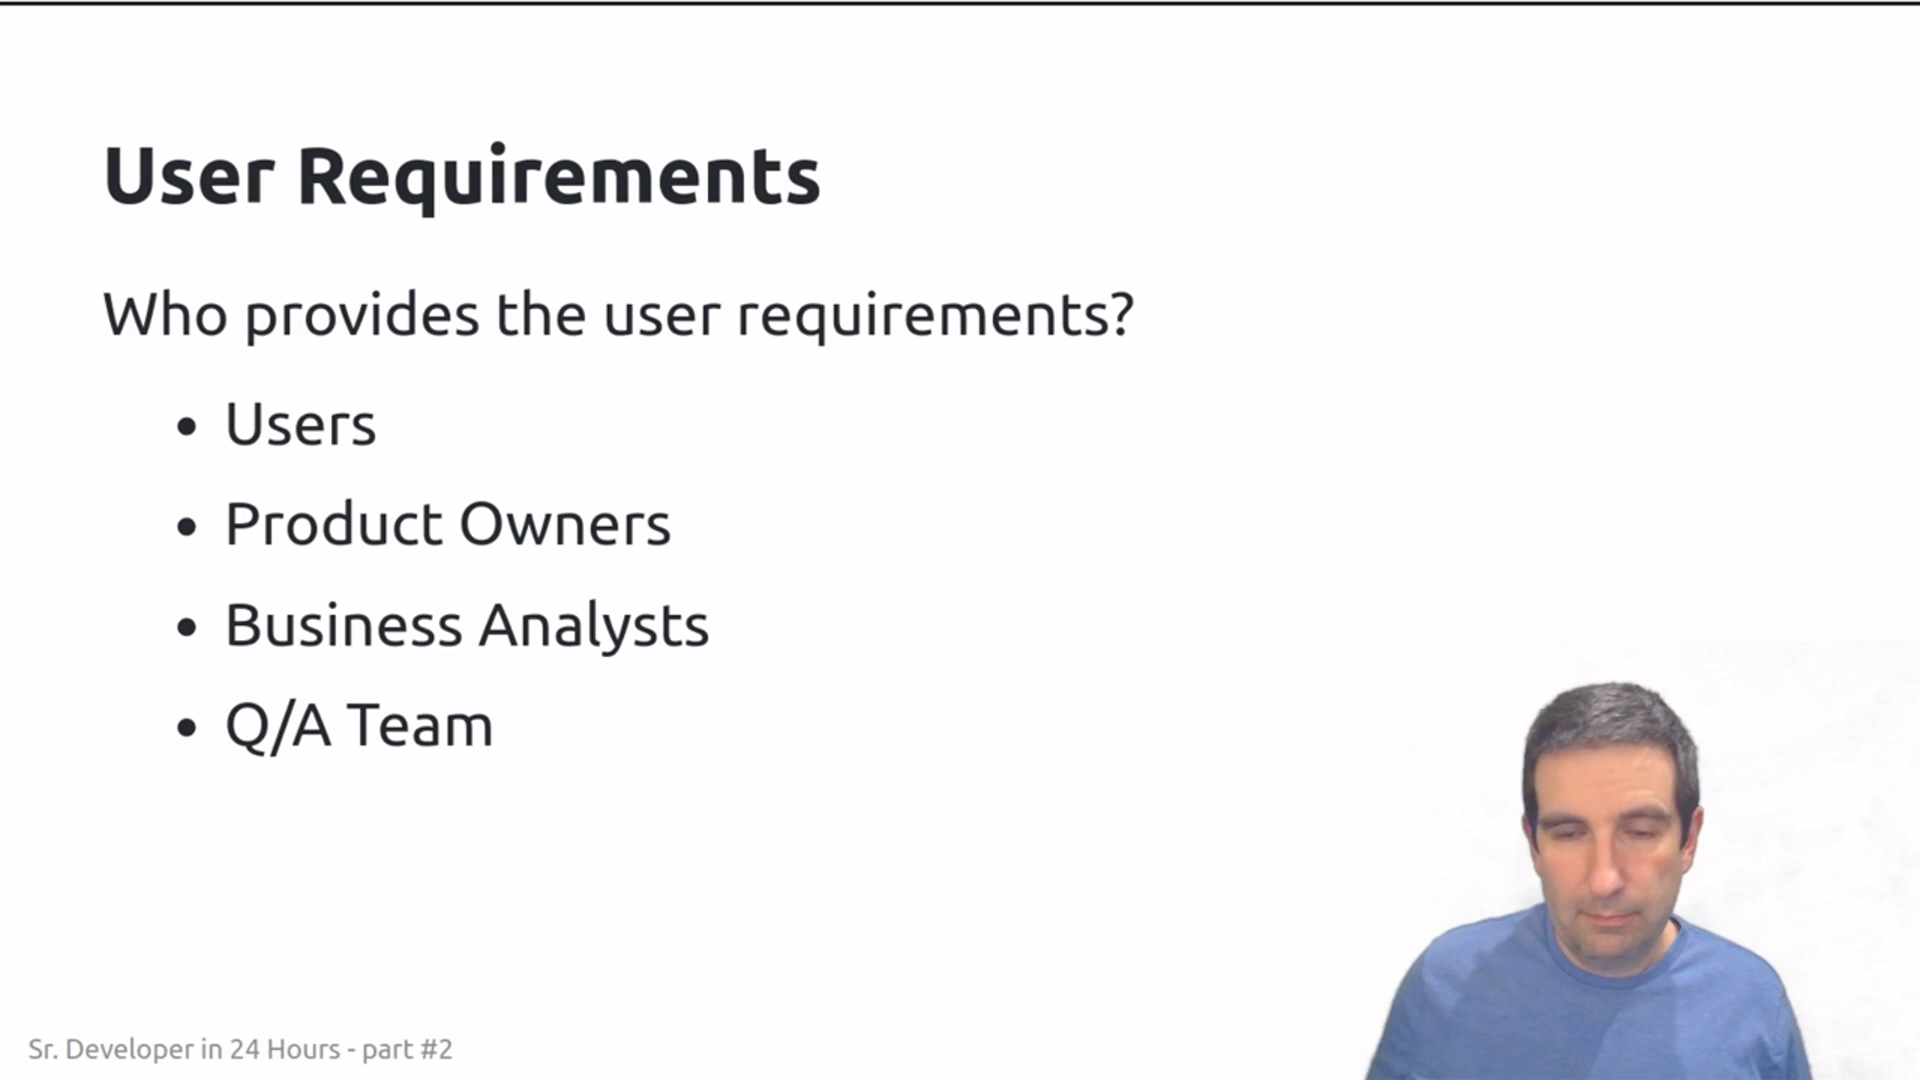 User Requirements
Who provides the user requirements?
• Users
• Product Owners
• Business Analysts
• Q/A Team
Sr. Developer in 24 Hours - part #2